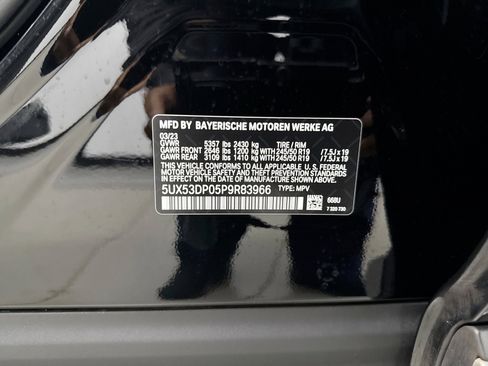 MFD BY BAYERISCHE MOTOREN WERKE AG
03/23
GVWR 5357 lbs 2430 kg TIRE / RIM
GAWR FRONT 2646 lbs 1200 kg WITH 245/50 R19 /7.5J x 19
GAWR REAR 3109 lbs 1410 kg WITH 245/50 R19 /7.5J x 19
THIS VEHICLE CONFORMS TO ALL APPLICABLE U.S. FEDERAL
MOTOR VEHICLE SAFETY AND THEFT PREVENTION STANDARDS
IN EFFECT ON THE DATE OF MANUFACTURE SHOWN ABOVE.
5UX53DP05P9R83966 TYPE: MPV
668U
7 320 730